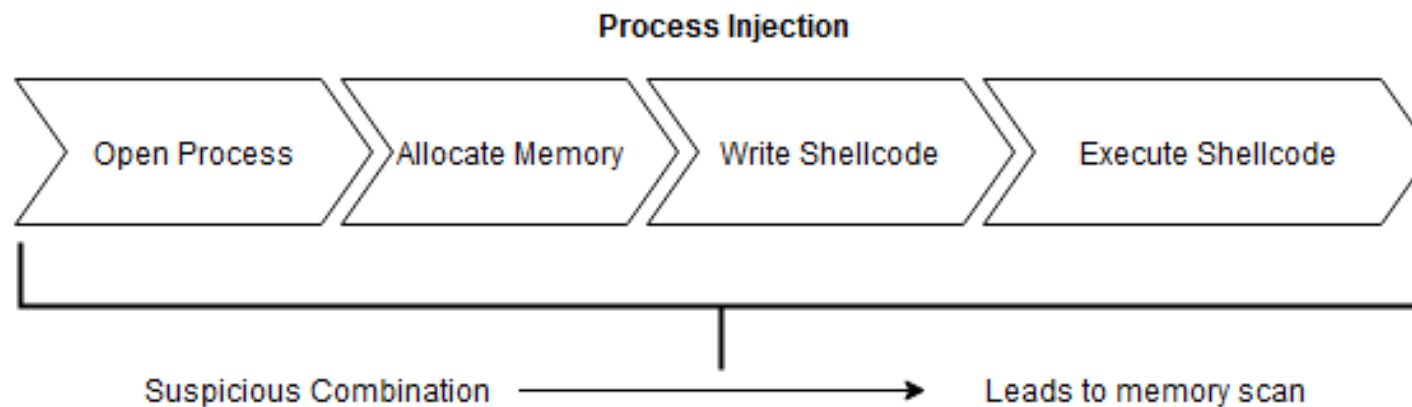 Process Injection
Open Process
Allocate Memory
Write Shellcode
Execute Shellcode
Suspicious Combination
Leads to memory scan